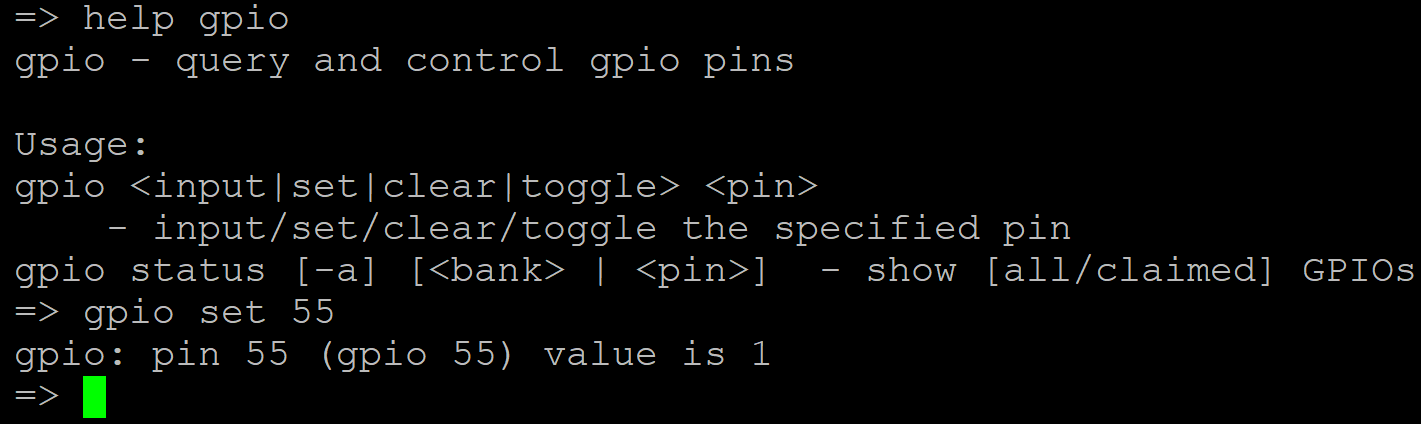 => help gpio
gpio - query and control gpio pins
Usage:
gpio <input|set|clear|toggle> <pin>
    - input/set/clear/toggle the specified pin
gpio status [-a] [<bank> | <pin>]  - show [all/claimed] GPIOs
=> gpio set 55
gpio: pin 55 (gpio 55) value is 1
=>